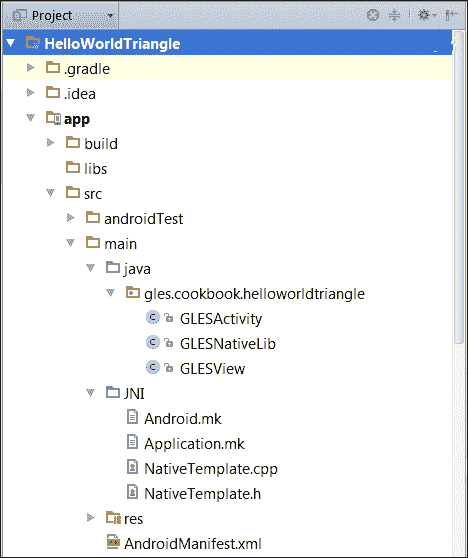 Project
HelloWorldTriangle
.gradle
.idea
app
build
libs
src
androidTest
main
java
gles.cookbook.helloworldtriangle
GLESActivity
GLESNativeLib
GLESView
JNI
Android.mk
Application.mk
NativeTemplate.cpp
NativeTemplate.h
res
AndroidManifest.xml